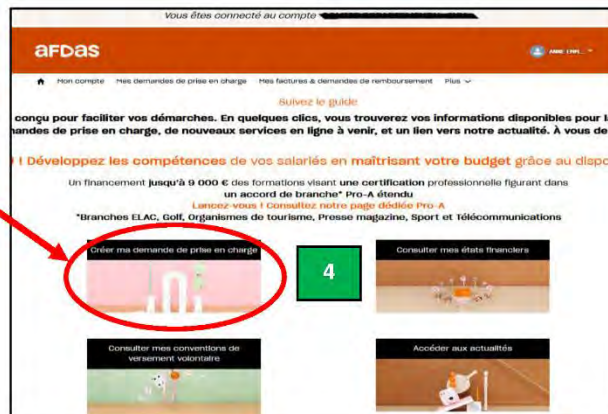 Vous êtes connecté au compte
afDas
ANNE EMPL...
Mon compte Mes demandes de prise en charge Mes factures & demandes de remboursement Plus
Suivez le guide
conçu pour faciliter vos démarches. En quelques clics, vous trouverez vos informations disponibles pour
andes de prise en charge, de nouveaux services en ligne à venir, et un lien vers notre actualité. À vous de
! Développez les compétences de vos salariés en maîtrisant votre budget grâce au dispo
Un financement jusqu'à 9 000 € des formations visant une certification professionnelle figurant dans
un accord de branche* Pro-A étendu
Lancez-vous ! Consultez notre page dédiée Pro-A
*Branches ELAC, Golf, Organismes de tourisme, Presse magazine, Sport et Télécommunications
Créer ma demande de prise en charge
4
Consulter mes états financiers
Consulter mes conventions de
versement volontaire
Accéder aux actualités